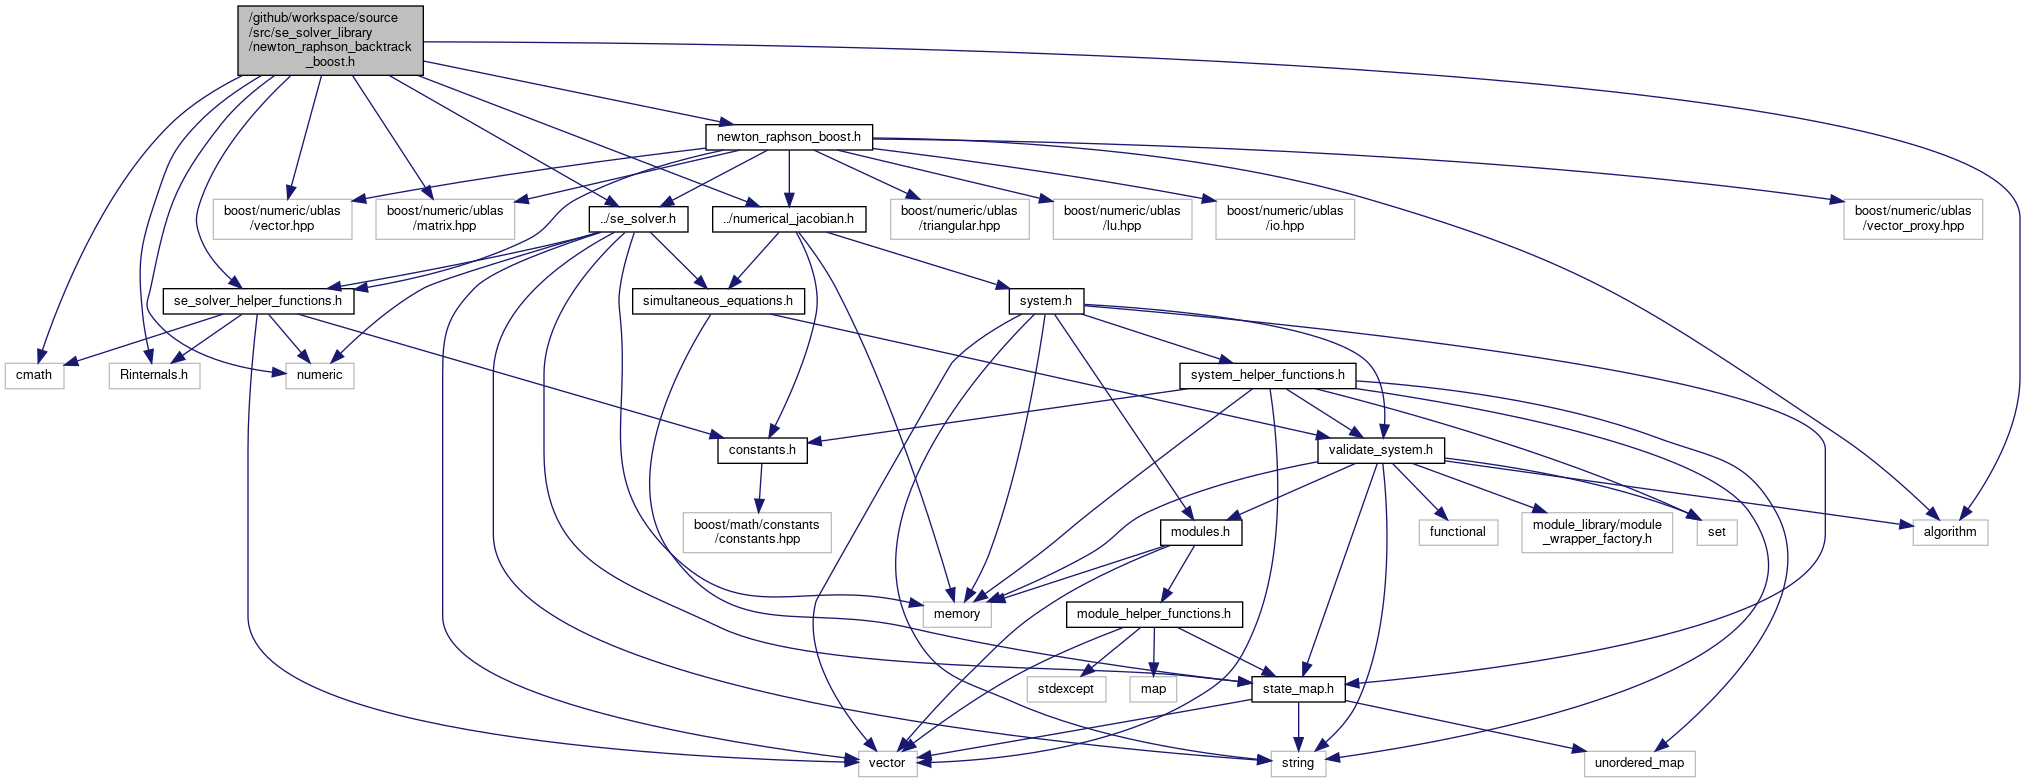 /github/workspace/source
/src/se_solver_library
/newton_raphson_backtrack
_boost.h
newton_raphson_boost.h
boost/numeric/ublas
/vector.hpp
boost/numeric/ublas
/matrix.hpp
../se_solver.h
../numerical_jacobian.h
boost/numeric/ublas
/triangular.hpp
boost/numeric/ublas
/lu.hpp
boost/numeric/ublas
/io.hpp
boost/numeric/ublas
/vector_proxy.hpp
se_solver_helper_functions.h
simultaneous_equations.h
system.h
cmath
Rinternals.h
numeric
system_helper_functions.h
constants.h
validate_system.h
boost/math/constants
/constants.hpp
modules.h
functional
module_library/module
_wrapper_factory.h
set
algorithm
memory
module_helper_functions.h
stdexcept
map
state_map.h
vector
string
unordered_map